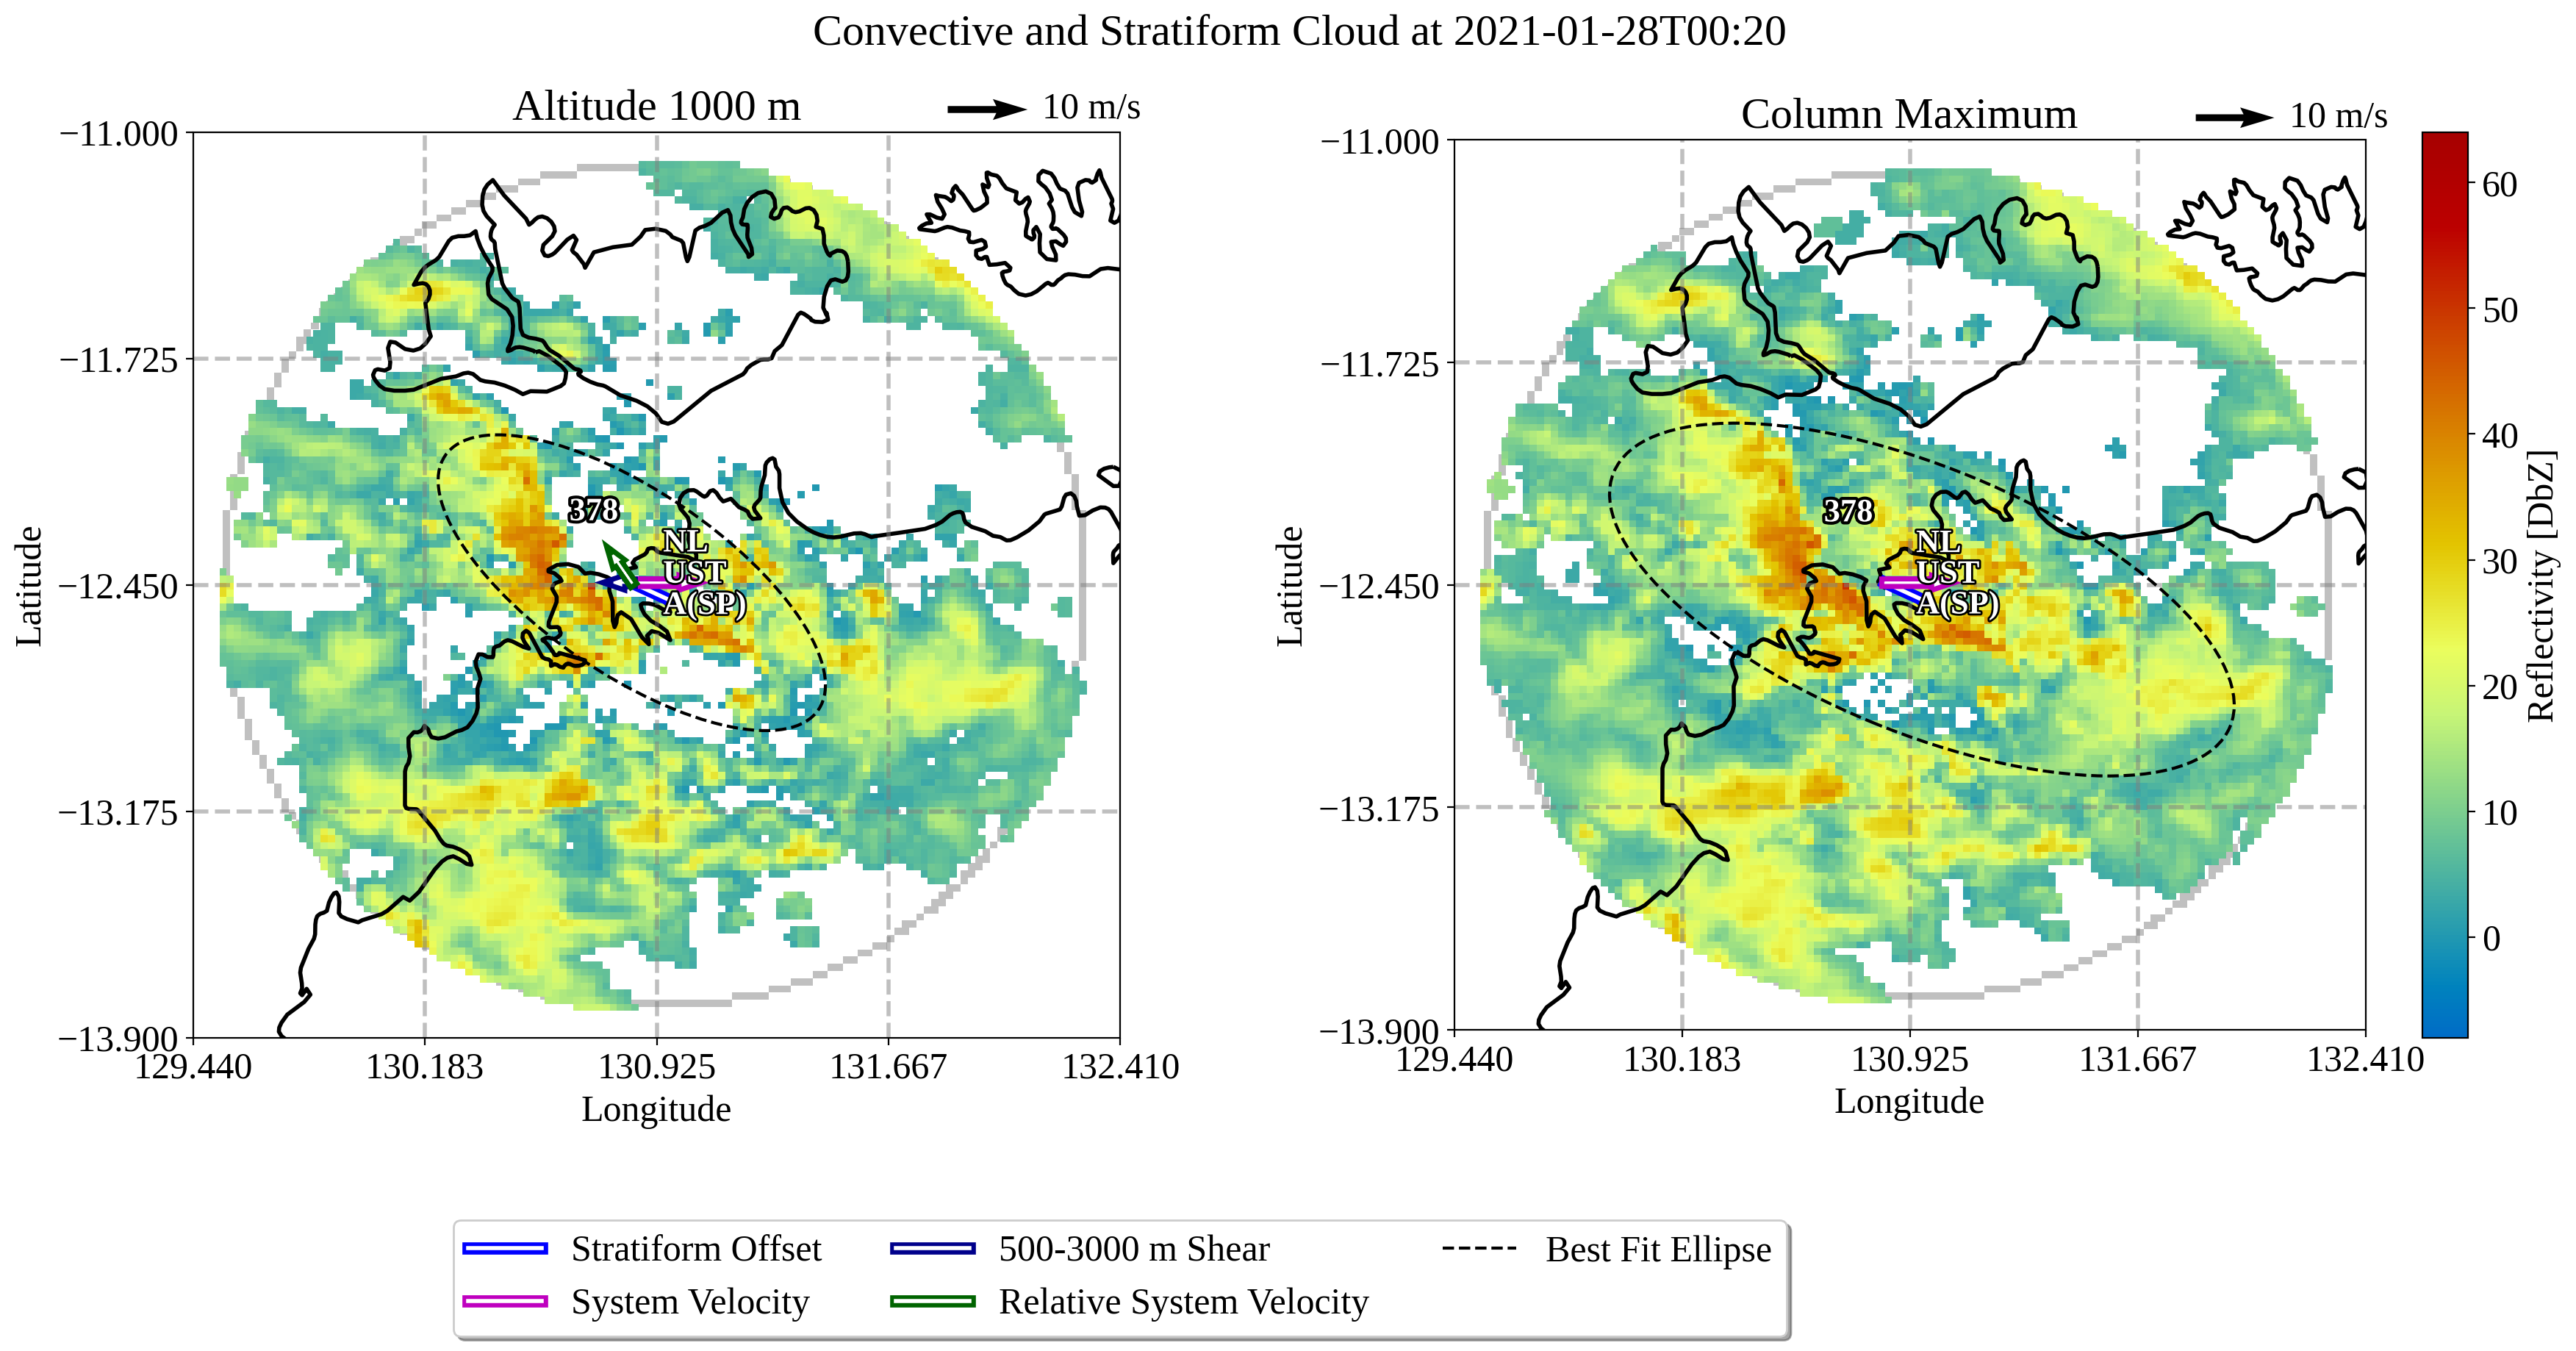 Convective and Stratiform Cloud at 2021-01-28T00:20
Altitude 1000 m
10 m/s
Column Maximum
10 m/s
−11.000
−11.725
−12.450
−13.175
−13.900
Latitude
129.440
130.183
130.925
131.667
132.410
Longitude
378
NL
UST
A(SP)
−11.000
−11.725
−12.450
−13.175
−13.900
Latitude
129.440
130.183
130.925
131.667
132.410
Longitude
378
NL
UST
A(SP)
60
50
40
30
20
10
0
Reflectivity [DbZ]
Stratiform Offset
System Velocity
500-3000 m Shear
Relative System Velocity
Best Fit Ellipse